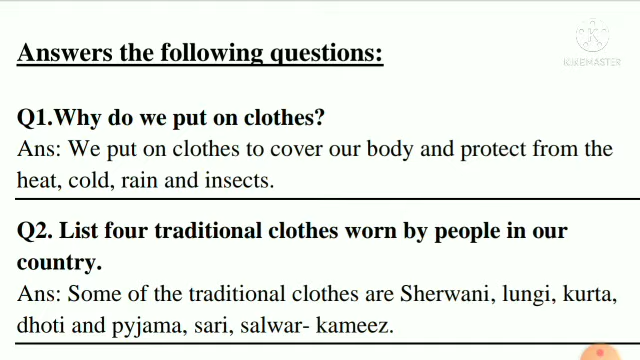 Answers the following questions:
KINEMASTER
Q1.Why do we put on clothes?
Ans: We put on clothes to cover our body and protect from the
heat, cold, rain and insects.
Q2. List four traditional clothes worn by people in our
country.
Ans: Some of the traditional clothes are Sherwani, lungi, kurta,
dhoti and pyjama, sari, salwar- kameez.